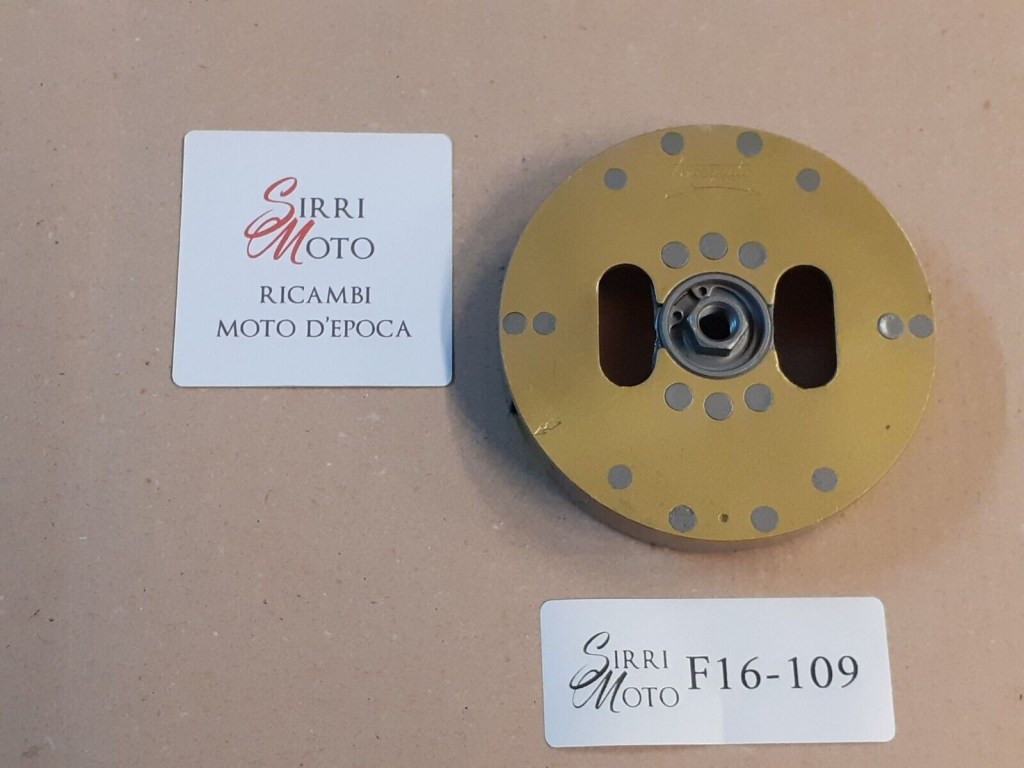 SIRRI
MOTO
RICAMBI
MOTO D'EPOCA
SIRRI
MOTO
F16-109